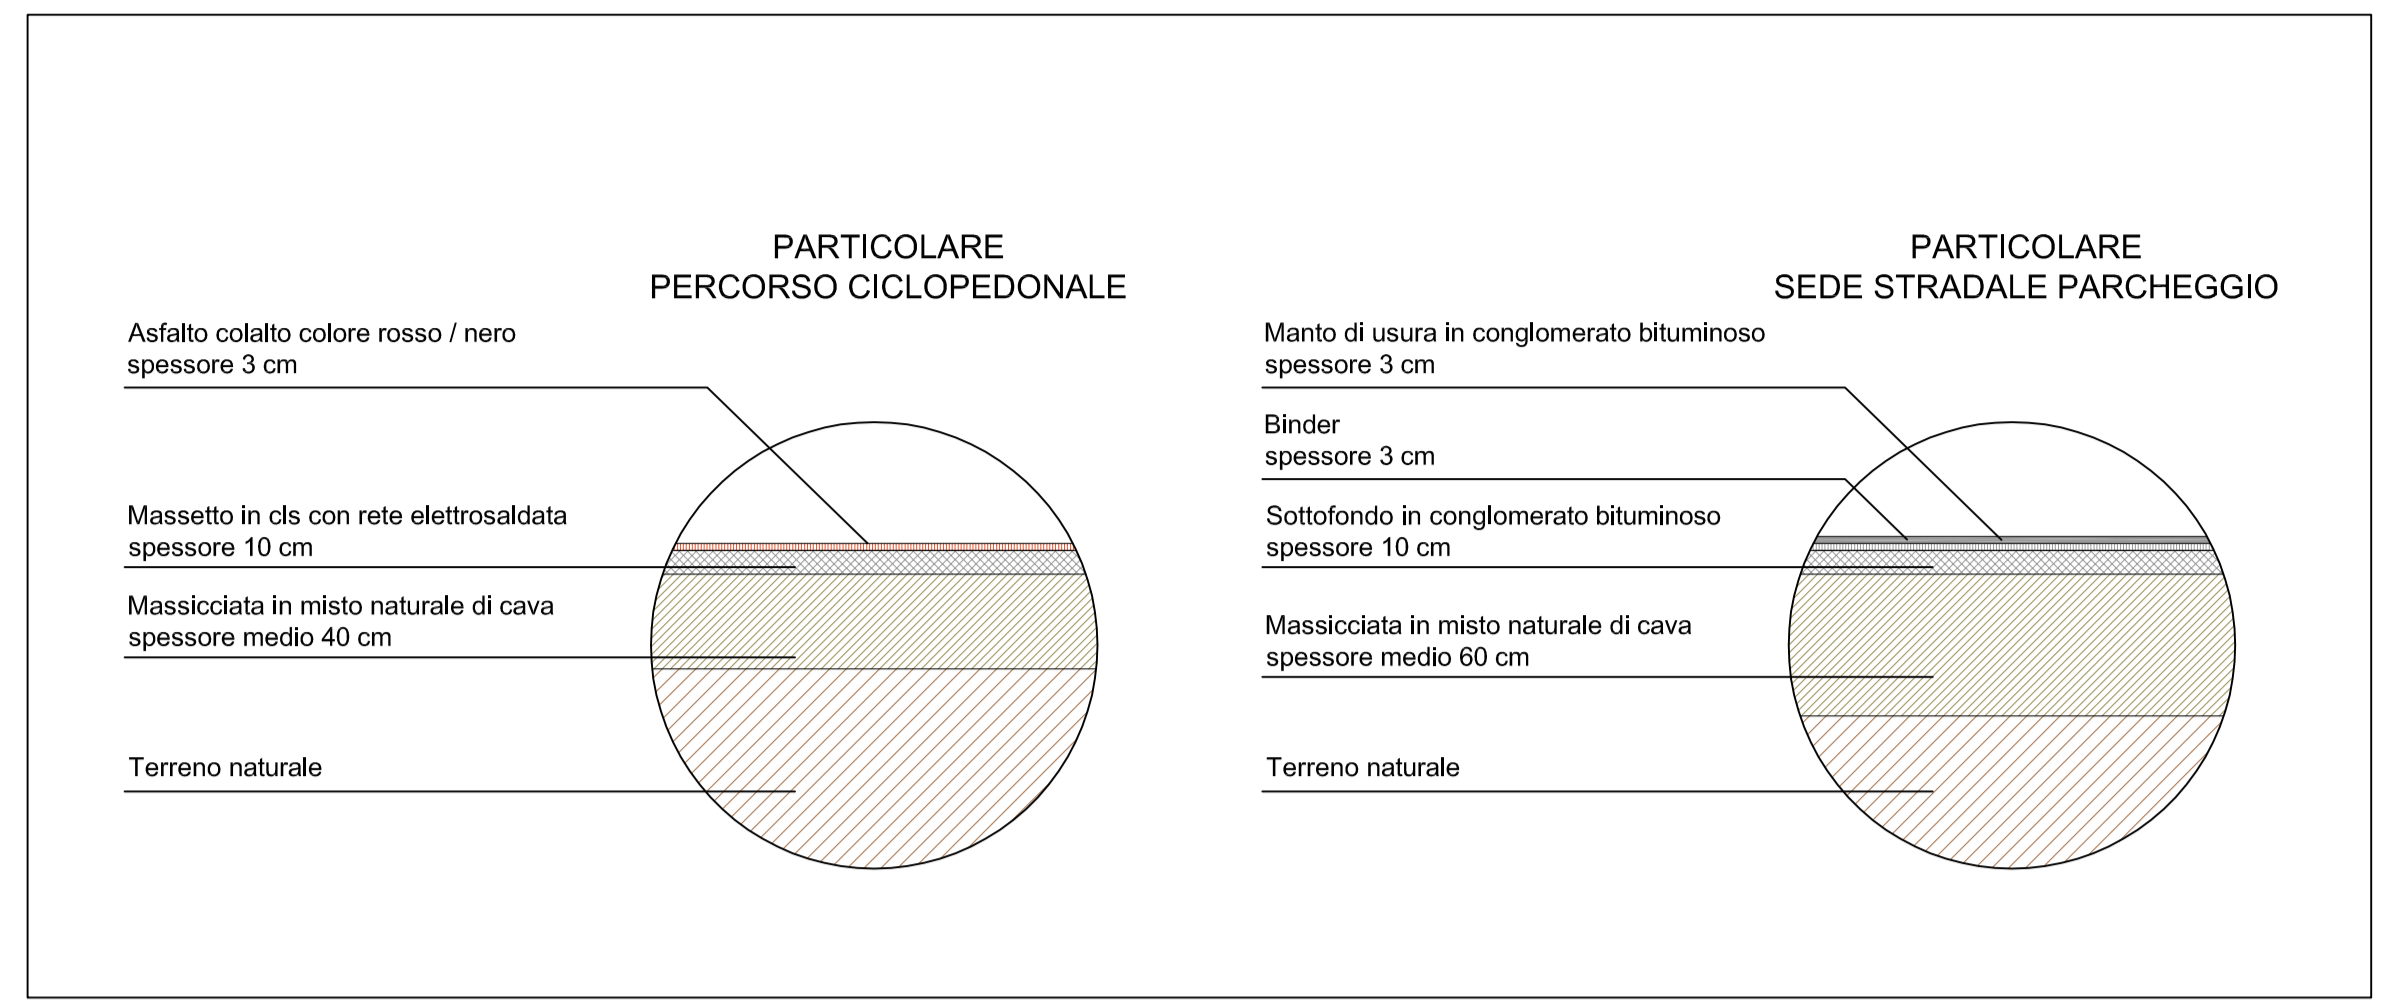 PARTICOLARE
PERCORSO CICLOPEDONALE
Asfalto colalto colore rosso / nero
spessore 3 cm
Massetto in cls con rete elettrosaldata
spessore 10 cm
Massicciata in misto naturale di cava
spessore medio 40 cm
Terreno naturale
PARTICOLARE
SEDE STRADALE PARCHEGGIO
Manto di usura in conglomerato bituminoso
spessore 3 cm
Binder
spessore 3 cm
Sottofondo in conglomerato bituminoso
spessore 10 cm
Massicciata in misto naturale di cava
spessore medio 60 cm
Terreno naturale